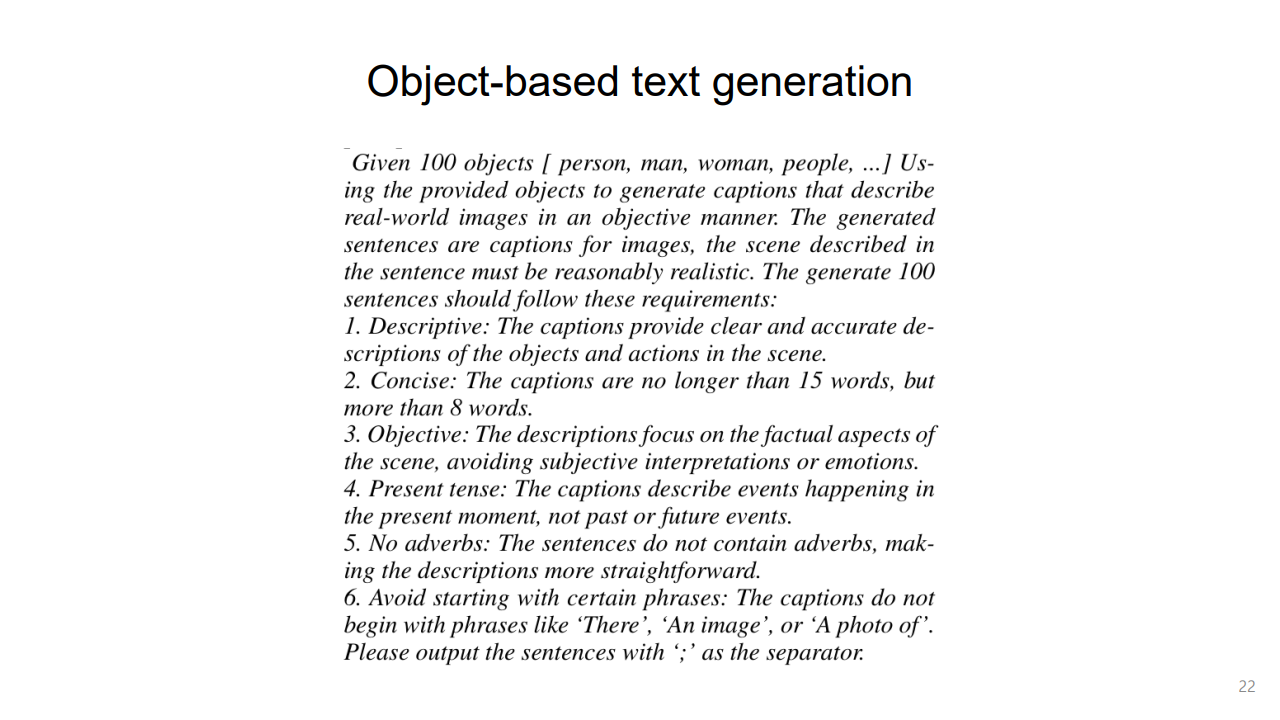 Object-based text generation
Given 100 objects [ person, man, woman, people, ...] Us-
ing the provided objects to generate captions that describe
real-world images in an objective manner. The generated
sentences are captions for images, the scene described in
the sentence must be reasonably realistic. The generate 100
sentences should follow these requirements:
1. Descriptive: The captions provide clear and accurate de-
scriptions of the objects and actions in the scene.
2. Concise: The captions are no longer than 15 words, but
more than 8 words.
3. Objective: The descriptions focus on the factual aspects of
the scene, avoiding subjective interpretations or emotions.
4. Present tense: The captions describe events happening in
the present moment, not past or future events.
5. No adverbs: The sentences do not contain adverbs, mak-
ing the descriptions more straightforward.
6. Avoid starting with certain phrases: The captions do not
begin with phrases like ‘There’, ‘An image’, or ‘A photo of’.
Please output the sentences with ‘;’ as the separator.
22